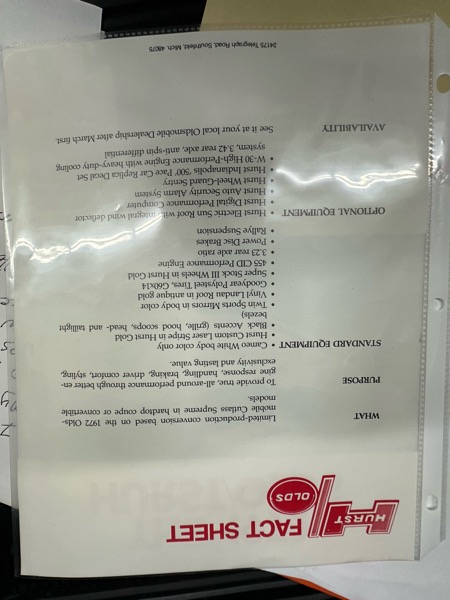 HURST/OLDS FACT SHEET
WHAT Limited-production conversion based on the 1972 Olds-
mobile Cutlass Supreme in hardtop coupe or convertible
models.
PURPOSE To provide true, all-around performance through better en-
gine response, handling, braking, driver comfort, styling,
exclusivity and lasting value.
STANDARD EQUIPMENT • Cameo White body color only
• Hurst Custom Laser Stripe in Hurst Gold
• Black Accents (grille, hood scoops, head- and taillight
bezels)
• Twin Sports Mirrors in body color
• Vinyl Landau Roof in antique gold
• Goodyear Polysteel Tires, G60x14
• Super Stock III Wheels in Hurst Gold
• 455 CID Performance Engine
• 3.23 rear axle ratio
• Power Disc Brakes
• Rallye Suspension
OPTIONAL EQUIPMENT • Hurst Electric Sun Roof with integral wind deflector
• Hurst Digital Performance Computer
• Hurst Auto Security Alarm System
• Hurst Wheel-Guard Sentry
• Hurst Indianapolis '500' Pace Car Replica Decal Set
• W-30 High-Performance Engine with heavy-duty cooling
system, 3.42 rear axle, anti-spin differential
AVAILABILITY See it at your local Oldsmobile Dealership after March first.
24175 Telegraph Road, Southfield, Mich. 48075